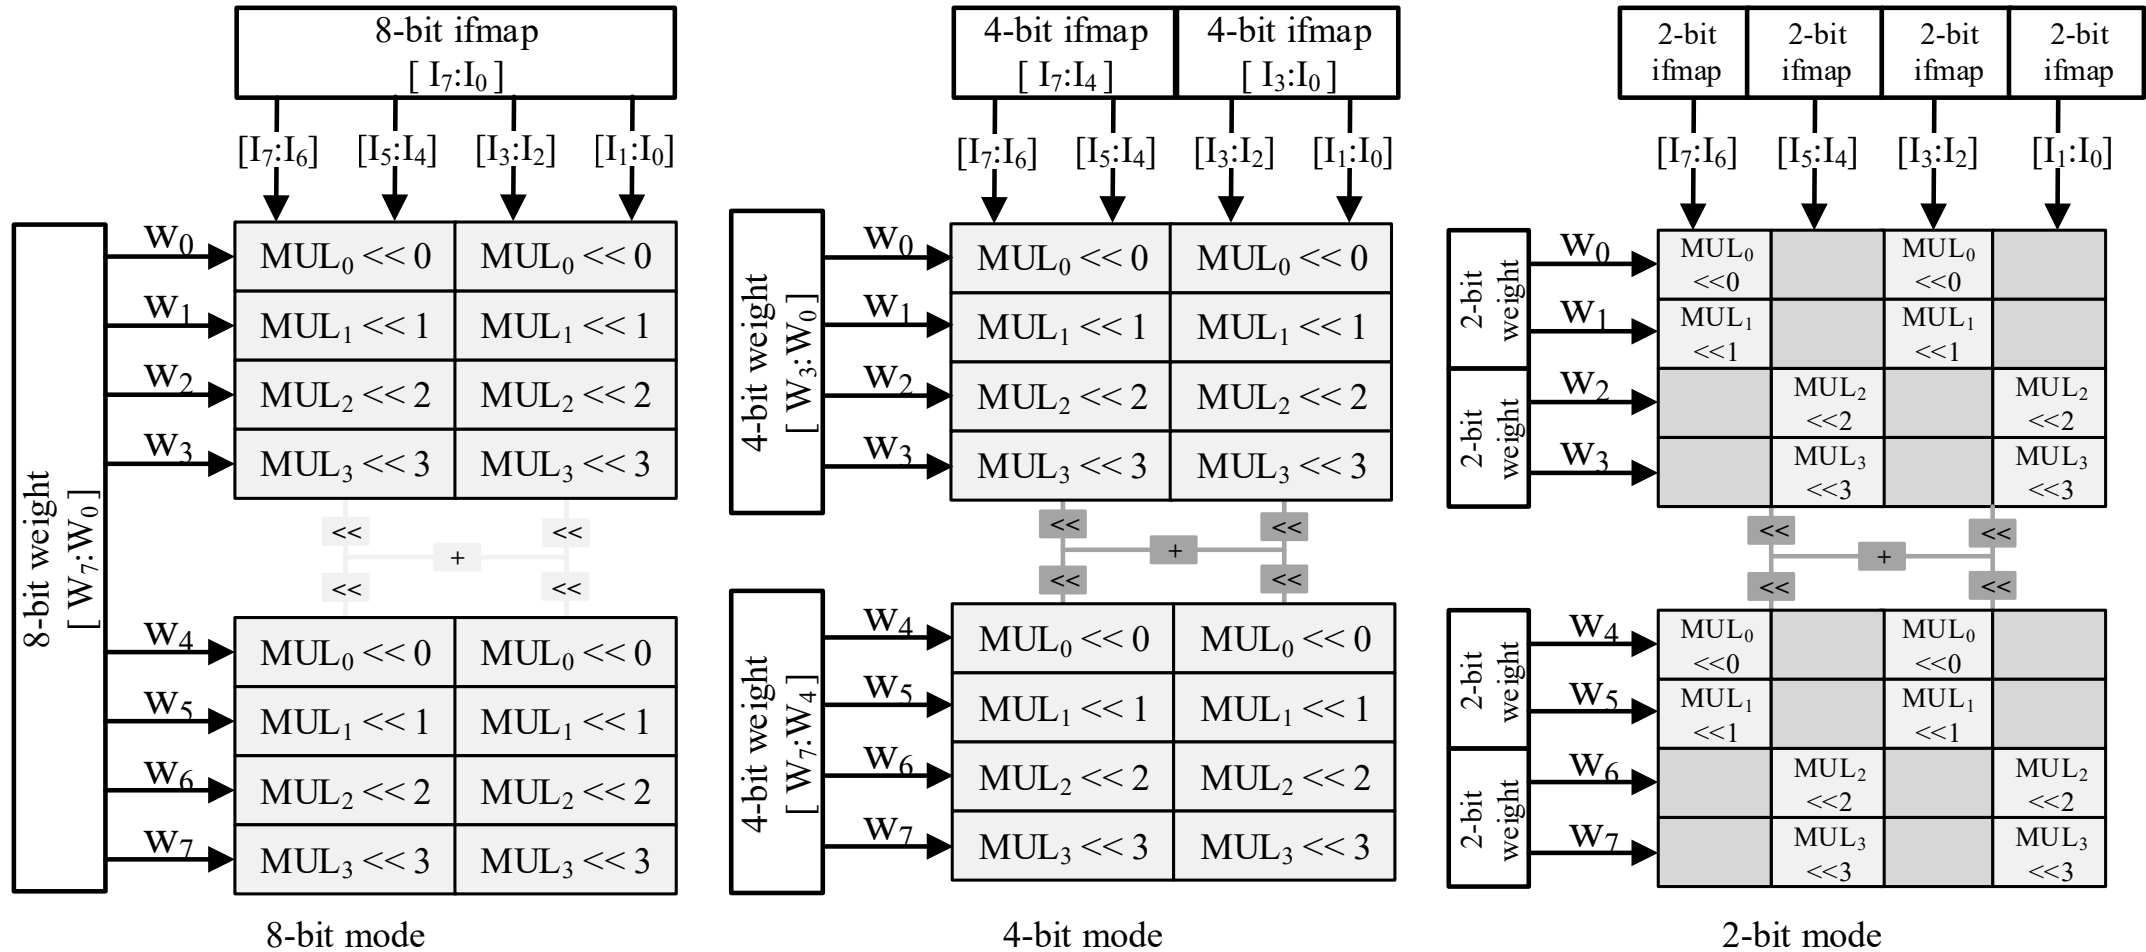 8-bit ifmap
[ I7:I0 ]
[I7:I6] [I5:I4] [I3:I2] [I1:I0]
8-bit weight
[ W7:W0]
W0 MUL0 << 0 MUL0 << 0
W1 MUL1 << 1 MUL1 << 1
W2 MUL2 << 2 MUL2 << 2
W3 MUL3 << 3 MUL3 << 3
<< <<
+
<< <<
W4 MUL0 << 0 MUL0 << 0
W5 MUL1 << 1 MUL1 << 1
W6 MUL2 << 2 MUL2 << 2
W7 MUL3 << 3 MUL3 << 3
8-bit mode
4-bit ifmap
[ I7:I4 ]
4-bit ifmap
[ I3:I0 ]
[I7:I6] [I5:I4] [I3:I2] [I1:I0]
4-bit weight
[ W3:W0]
W0 MUL0 << 0 MUL0 << 0
W1 MUL1 << 1 MUL1 << 1
W2 MUL2 << 2 MUL2 << 2
W3 MUL3 << 3 MUL3 << 3
<< <<
+
<< <<
4-bit weight
[ W7:W4 ]
W4 MUL0 << 0 MUL0 << 0
W5 MUL1 << 1 MUL1 << 1
W6 MUL2 << 2 MUL2 << 2
W7 MUL3 << 3 MUL3 << 3
4-bit mode
2-bit
ifmap
2-bit
ifmap
2-bit
ifmap
2-bit
ifmap
[I7:I6] [I5:I4] [I3:I2] [I1:I0]
2-bit
weight
W0
MUL0 MUL0
<<0 <<0
W1
MUL1 MUL1
<<1 <<1
2-bit
weight
W2
MUL2 MUL2
<<2 <<2
W3
MUL3 MUL3
<<3 <<3
<< <<
+
<< <<
2-bit
weight
W4
MUL0 MUL0
<<0 <<0
W5
MUL1 MUL1
<<1 <<1
2-bit
weight
W6
MUL2 MUL2
<<2 <<2
W7
MUL3 MUL3
<<3 <<3
2-bit mode